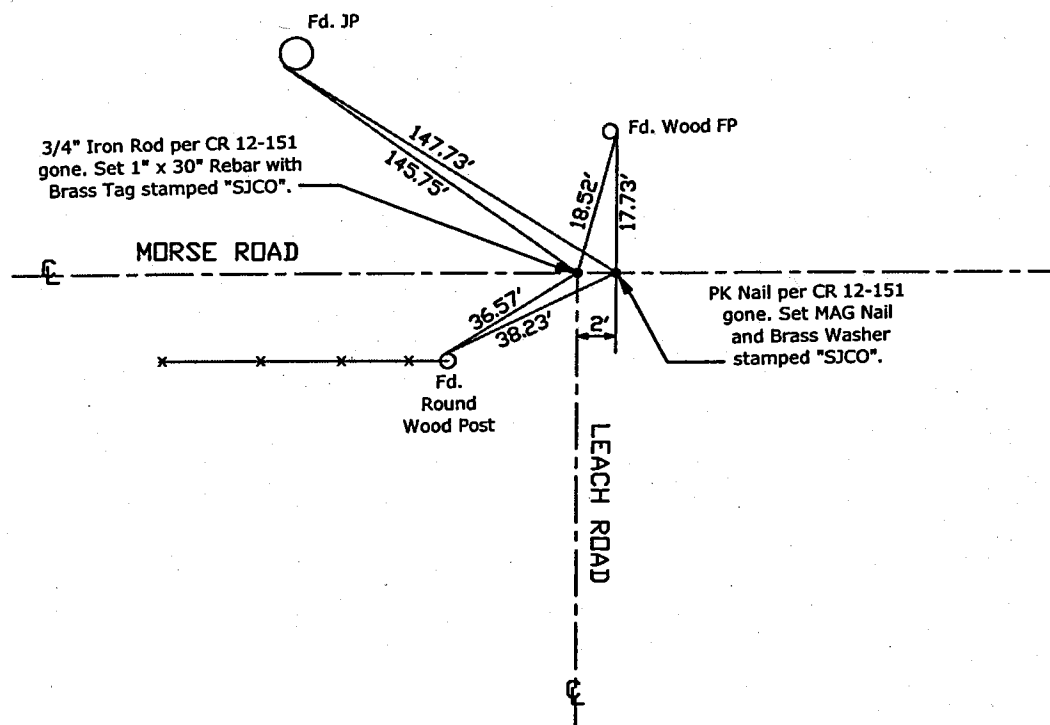 Fd. JP
Fd. Wood FP
3/4" Iron Rod per CR 12-151
gone. Set 1" x 30" Rebar with
Brass Tag stamped "SJCO".
147.73'
145.75'
18.52'
17.73'
MORSE ROAD
℄
36.57'
38.23'
2'
PK Nail per CR 12-151
gone. Set MAG Nail
and Brass Washer
stamped "SJCO".
Fd.
Round
Wood Post
LEACH ROAD
℄